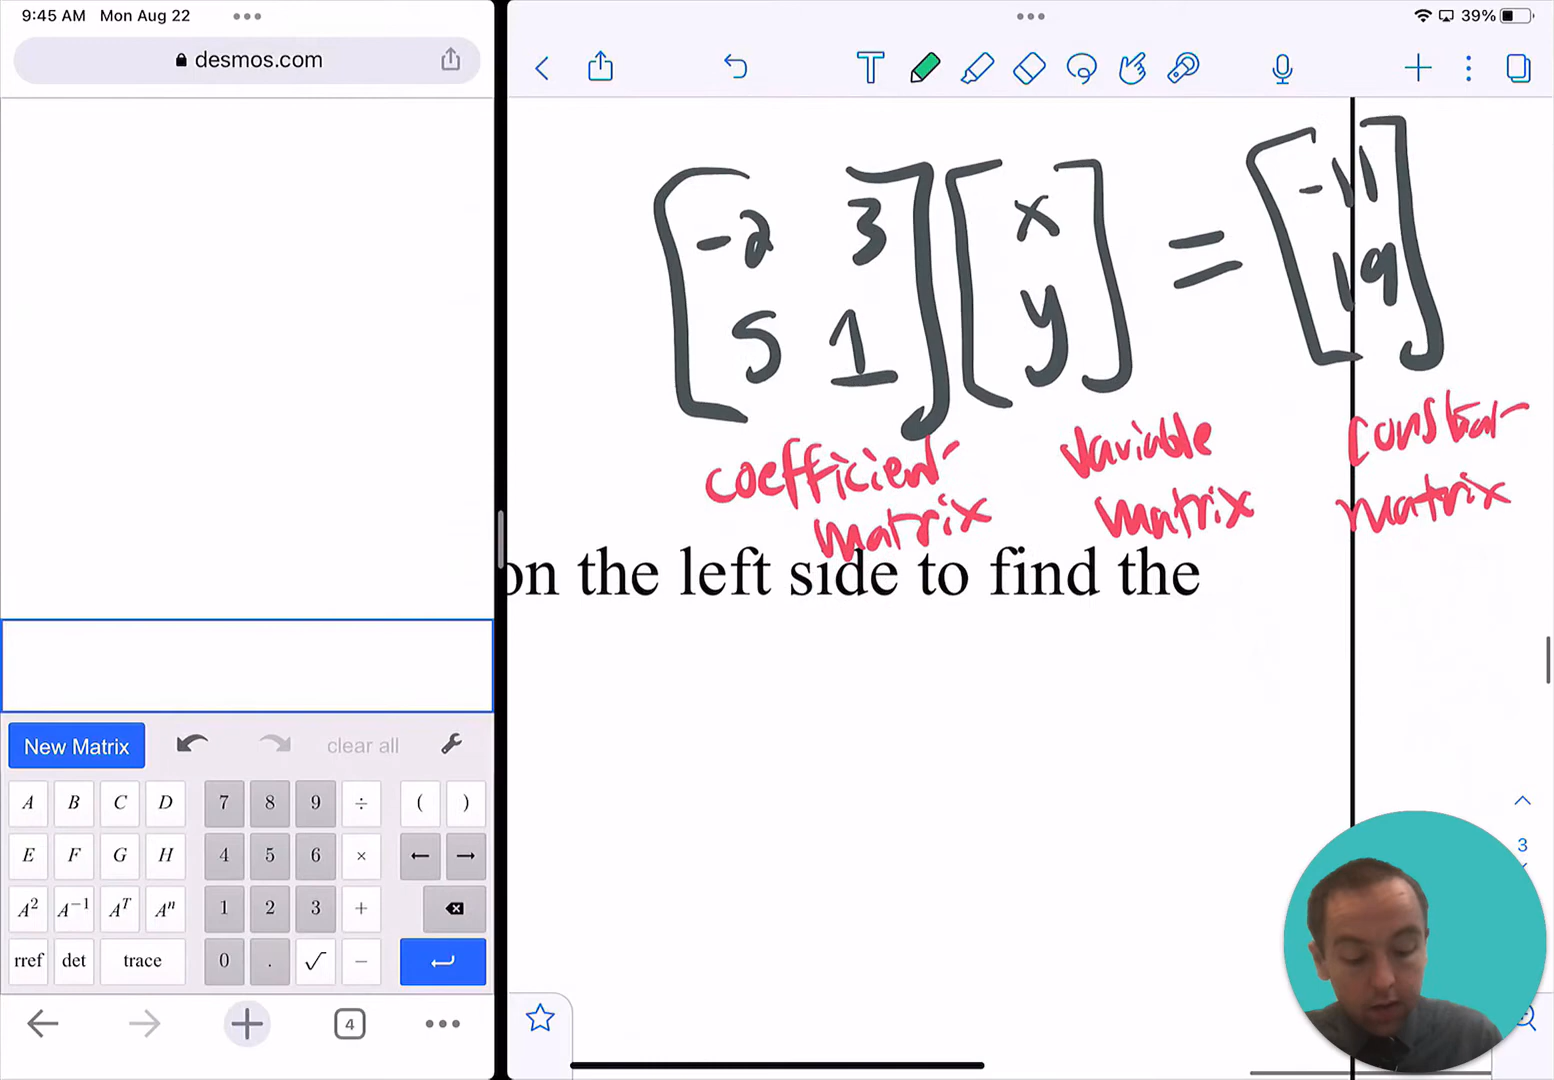 9:45 AM Mon Aug 22
39%
desmos.com
T
-2 3 x = -11
5 1 y 19
coefficient variable constant
matrix matrix matrix
on the left side to find the
New Matrix clear all
A B C D 7 8 9 ÷ ( )
E F G H 4 5 6 × ← →
A² A⁻¹ Aᵀ Aⁿ 1 2 3 +
rref det trace 0 . √ −
4
3